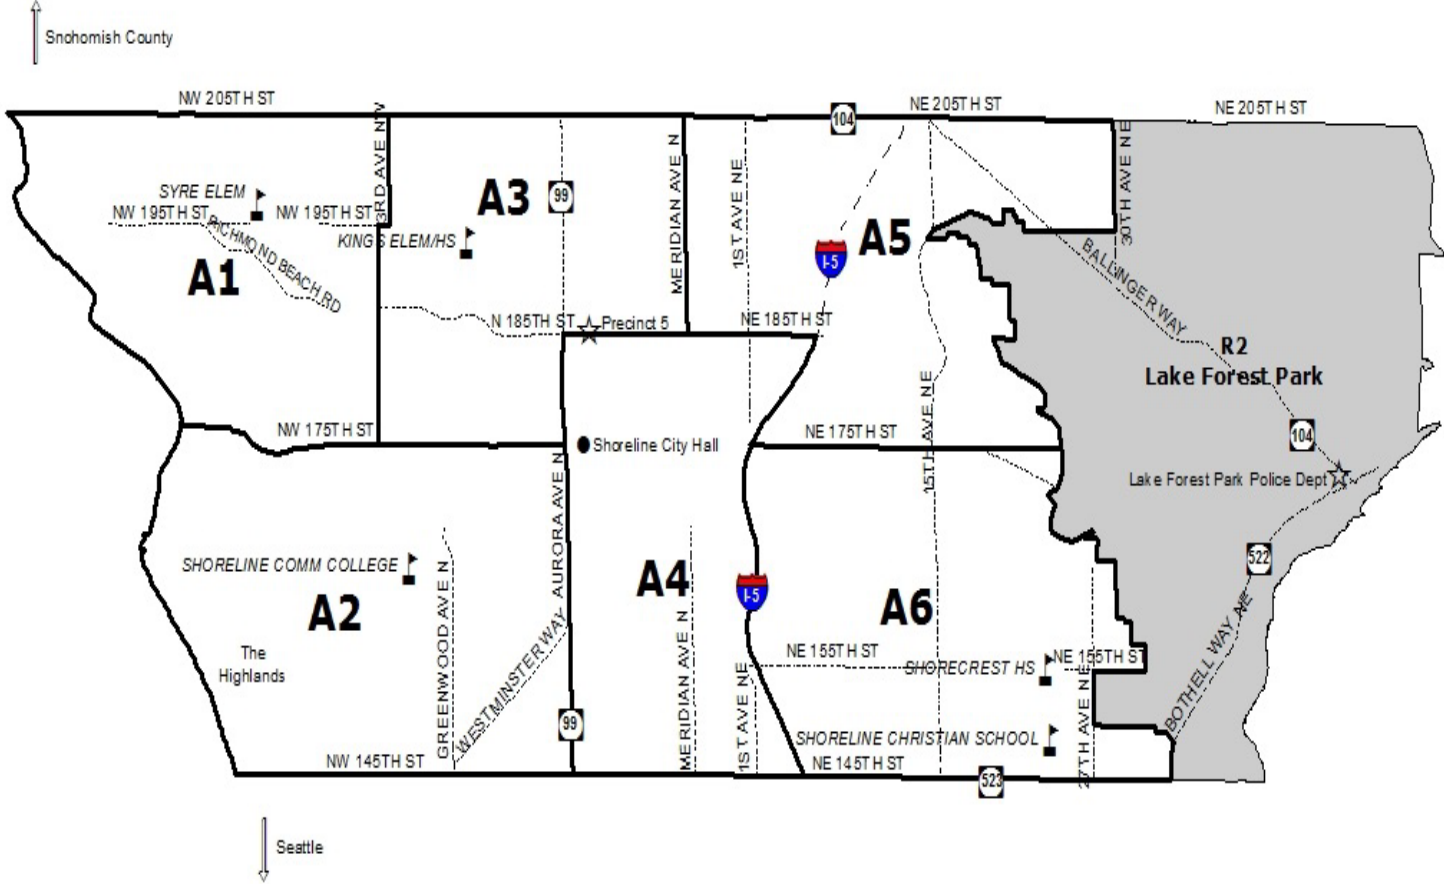 Snohomish County
NW 205TH ST
NE 205TH ST
NE 205TH ST
104
3RD AVE NW
MERIDIAN AVE N
1ST AVE NE
30TH AVE NE
SYRE ELEM
NW 195TH ST
NW 195TH ST
RICHMOND BEACH RD
A1
A3
99
KING'S ELEM/HS
A5
I-5
BALLINGER WAY
N 185TH ST
Precinct 5
NE 185TH ST
R2
Lake Forest Park
15TH AVE NE
NW 175TH ST
Shoreline City Hall
NE 175TH ST
104
Lake Forest Park Police Dept
AURORA AVE N
SHORELINE COMM COLLEGE
A2
GREENWOOD AVE N
WESTMINSTER WAY
A4
I-5
A6
522
BOTHELL WAY NE
The
Highlands
MERIDIAN AVE N
1ST AVE NE
NE 155TH ST
SHORECREST HS
NE 155TH ST
27TH AVE NE
99
SHORELINE CHRISTIAN SCHOOL
NW 145TH ST
NE 145TH ST
523
Seattle